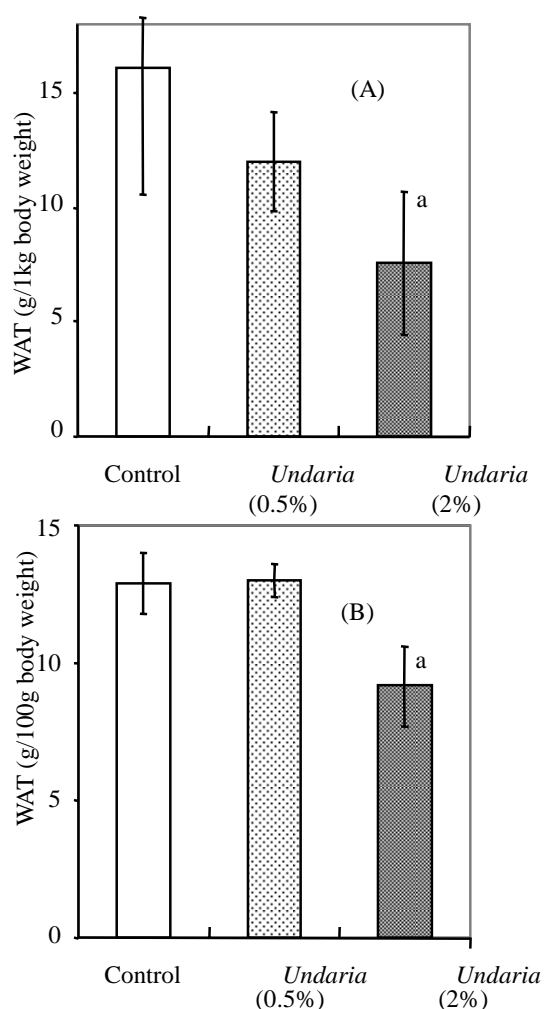 WAT (g/1kg body weight)
15
10
5
0
(A)
a
Control Undaria Undaria
(0.5%) (2%)
WAT (g/100g body weight)
15
10
5
0
(B)
a
Control Undaria Undaria
(0.5%) (2%)